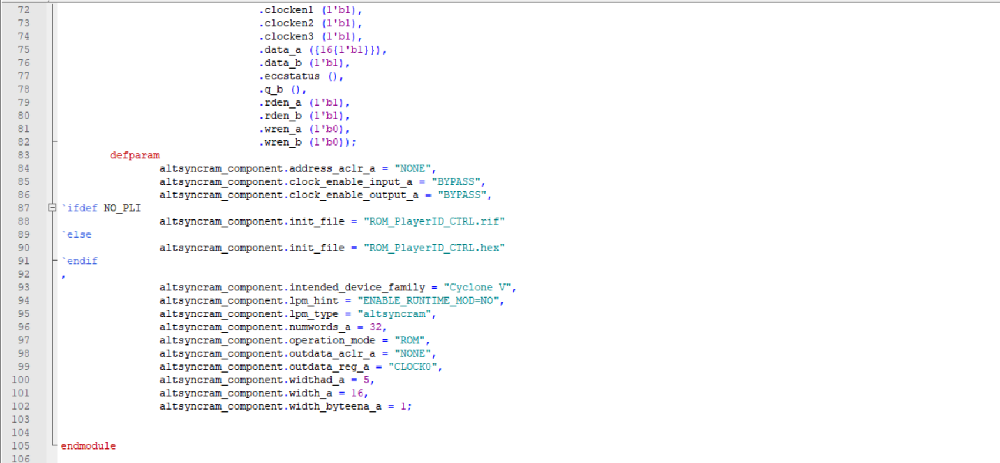 72 .clocken1 (1'b1),
73 .clocken2 (1'b1),
74 .clocken3 (1'b1),
75 .data_a ({16{1'b1}}),
76 .data_b (1'b1),
77 .eccstatus (),
78 .q_b (),
79 .rden_a (1'b1),
80 .rden_b (1'b1),
81 .wren_a (1'b0),
82 .wren_b (1'b0));
83 defparam
84 altsyncram_component.address_aclr_a = "NONE",
85 altsyncram_component.clock_enable_input_a = "BYPASS",
86 altsyncram_component.clock_enable_output_a = "BYPASS",
87 `ifdef NO_PLI
88 altsyncram_component.init_file = "ROM_PlayerID_CTRL.rif"
89 `else
90 altsyncram_component.init_file = "ROM_PlayerID_CTRL.hex"
91 `endif
92 ,
93 altsyncram_component.intended_device_family = "Cyclone V",
94 altsyncram_component.lpm_hint = "ENABLE_RUNTIME_MOD=NO",
95 altsyncram_component.lpm_type = "altsyncram",
96 altsyncram_component.numwords_a = 32,
97 altsyncram_component.operation_mode = "ROM",
98 altsyncram_component.outdata_aclr_a = "NONE",
99 altsyncram_component.outdata_reg_a = "CLOCK0",
100 altsyncram_component.widthad_a = 5,
101 altsyncram_component.width_a = 16,
102 altsyncram_component.width_byteena_a = 1;
103
104
105 endmodule
106